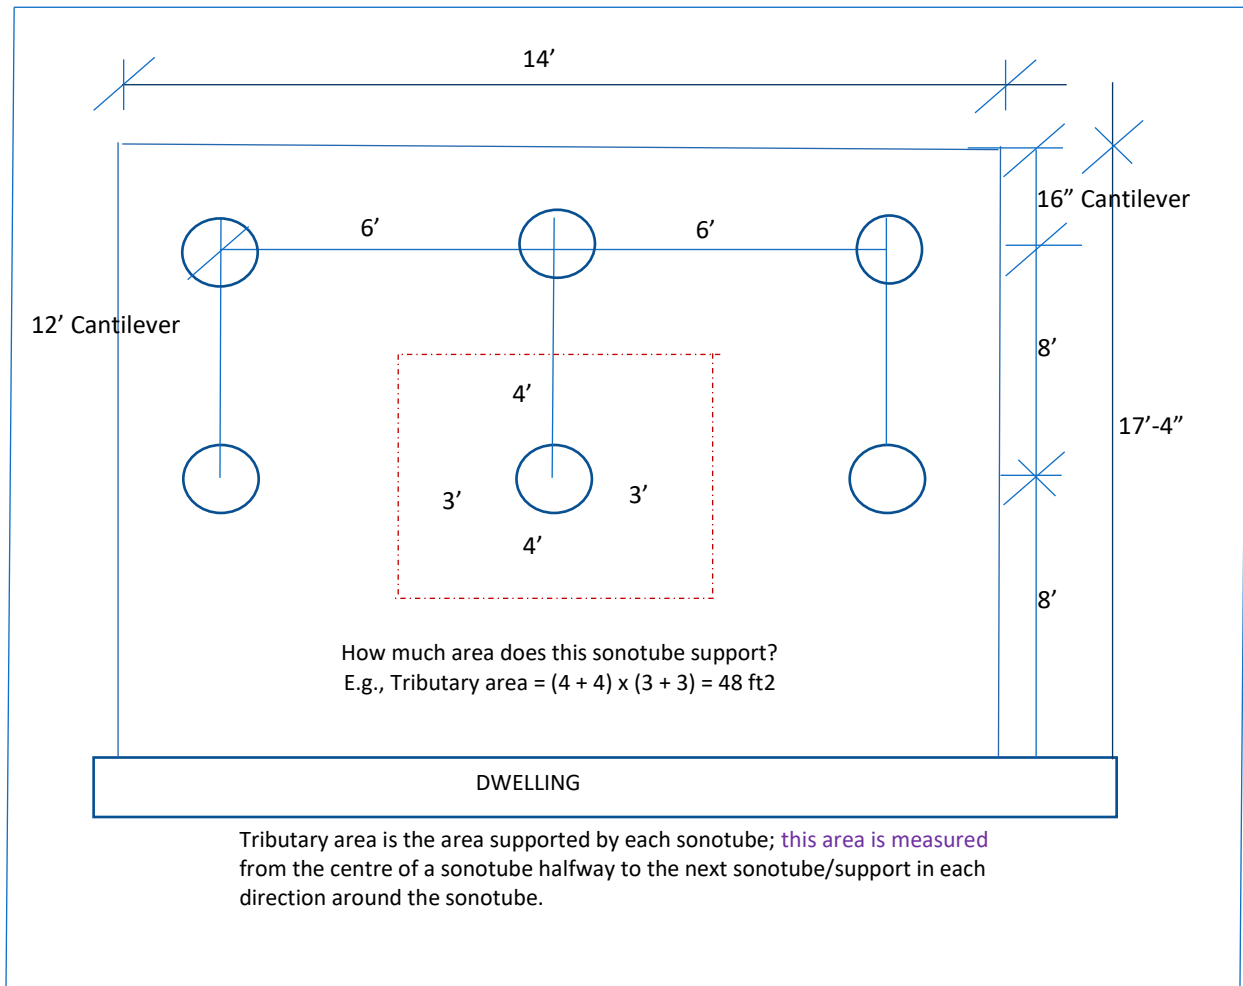 14’
16” Cantilever
6’
6’
12’ Cantilever
8’
4’
17’-4”
3’
3’
4’
8’
How much area does this sonotube support?
E.g., Tributary area = (4 + 4) x (3 + 3) = 48 ft2
DWELLING
Tributary area is the area supported by each sonotube; this area is measured
from the centre of a sonotube halfway to the next sonotube/support in each
direction around the sonotube.